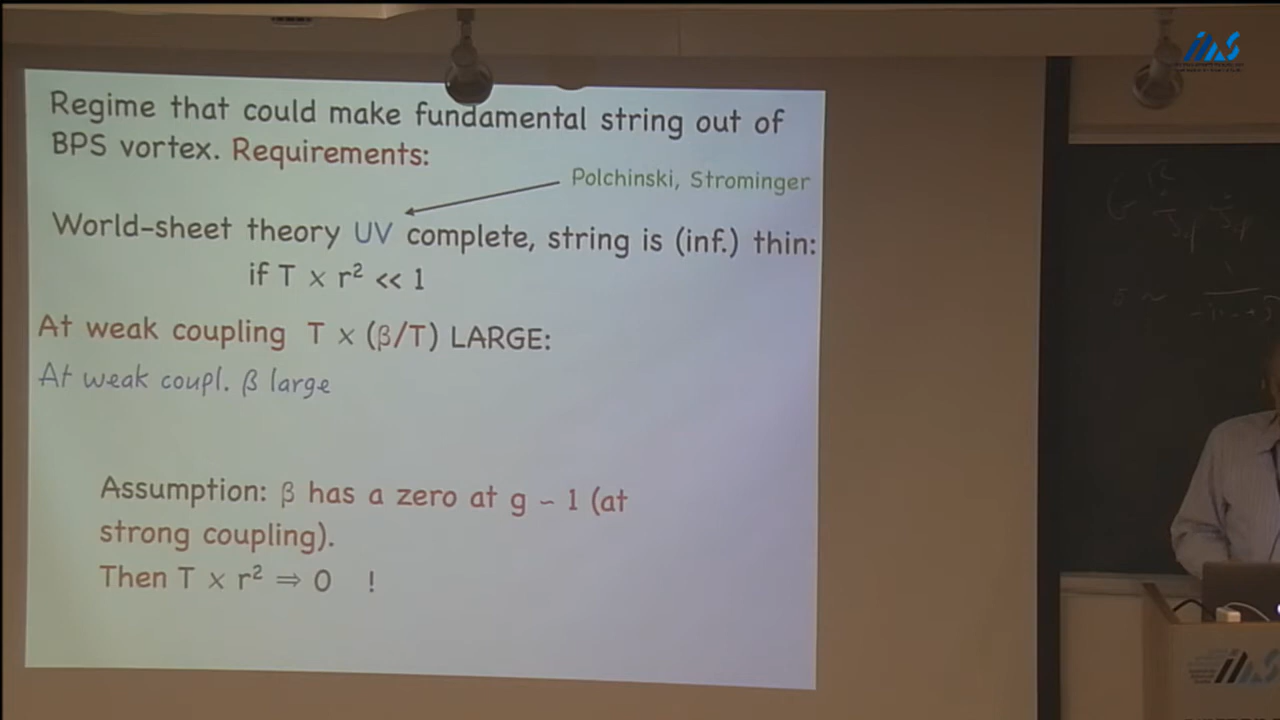 Regime that could make fundamental string out of
BPS vortex. Requirements:
Polchinski, Strominger
World-sheet theory UV complete, string is (inf.) thin:
if T × r² << 1
At weak coupling T × (β/T) LARGE:
At weak coupl. β large
Assumption: β has a zero at g ~ 1 (at
strong coupling).
Then T × r² ⇒ 0 !